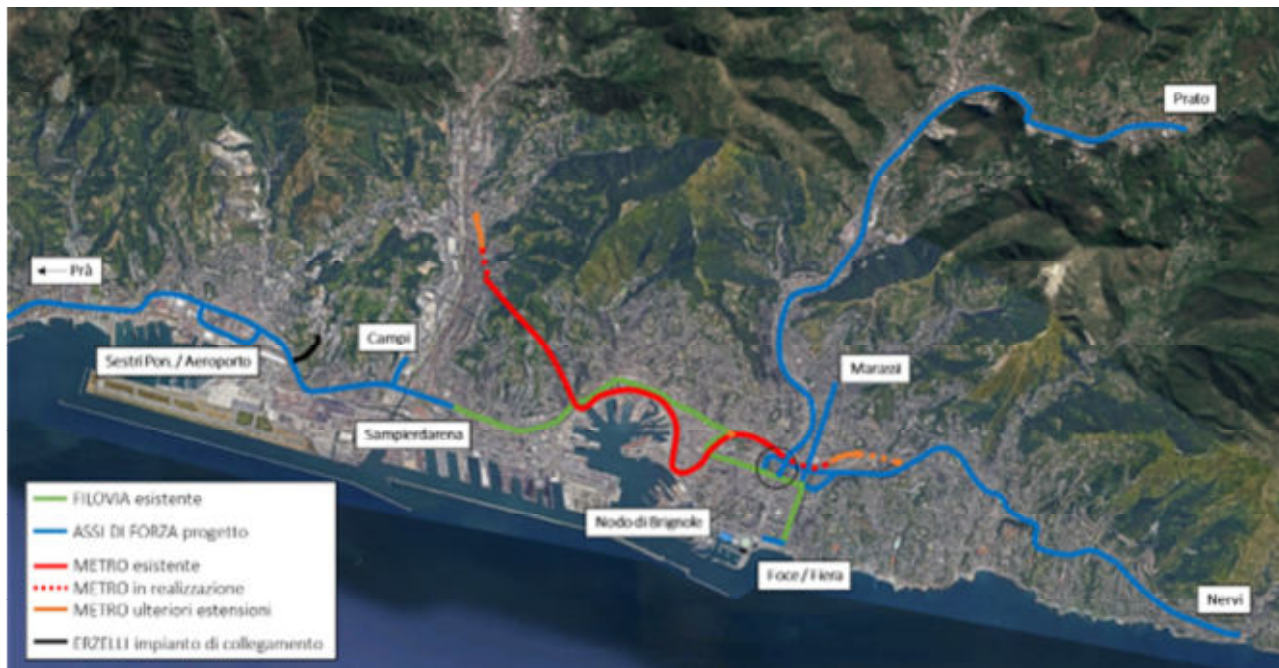 Prato
← Prà
Campi
Sestri Pon. / Aeroporto
Marassi
Sampierdarena
Nodo di Brignole
Foce / Fiera
Nervi
FILOVIA esistente
ASSI DI FORZA progetto
METRO esistente
METRO in realizzazione
METRO ulteriori estensioni
ERZELLI impianto di collegamento